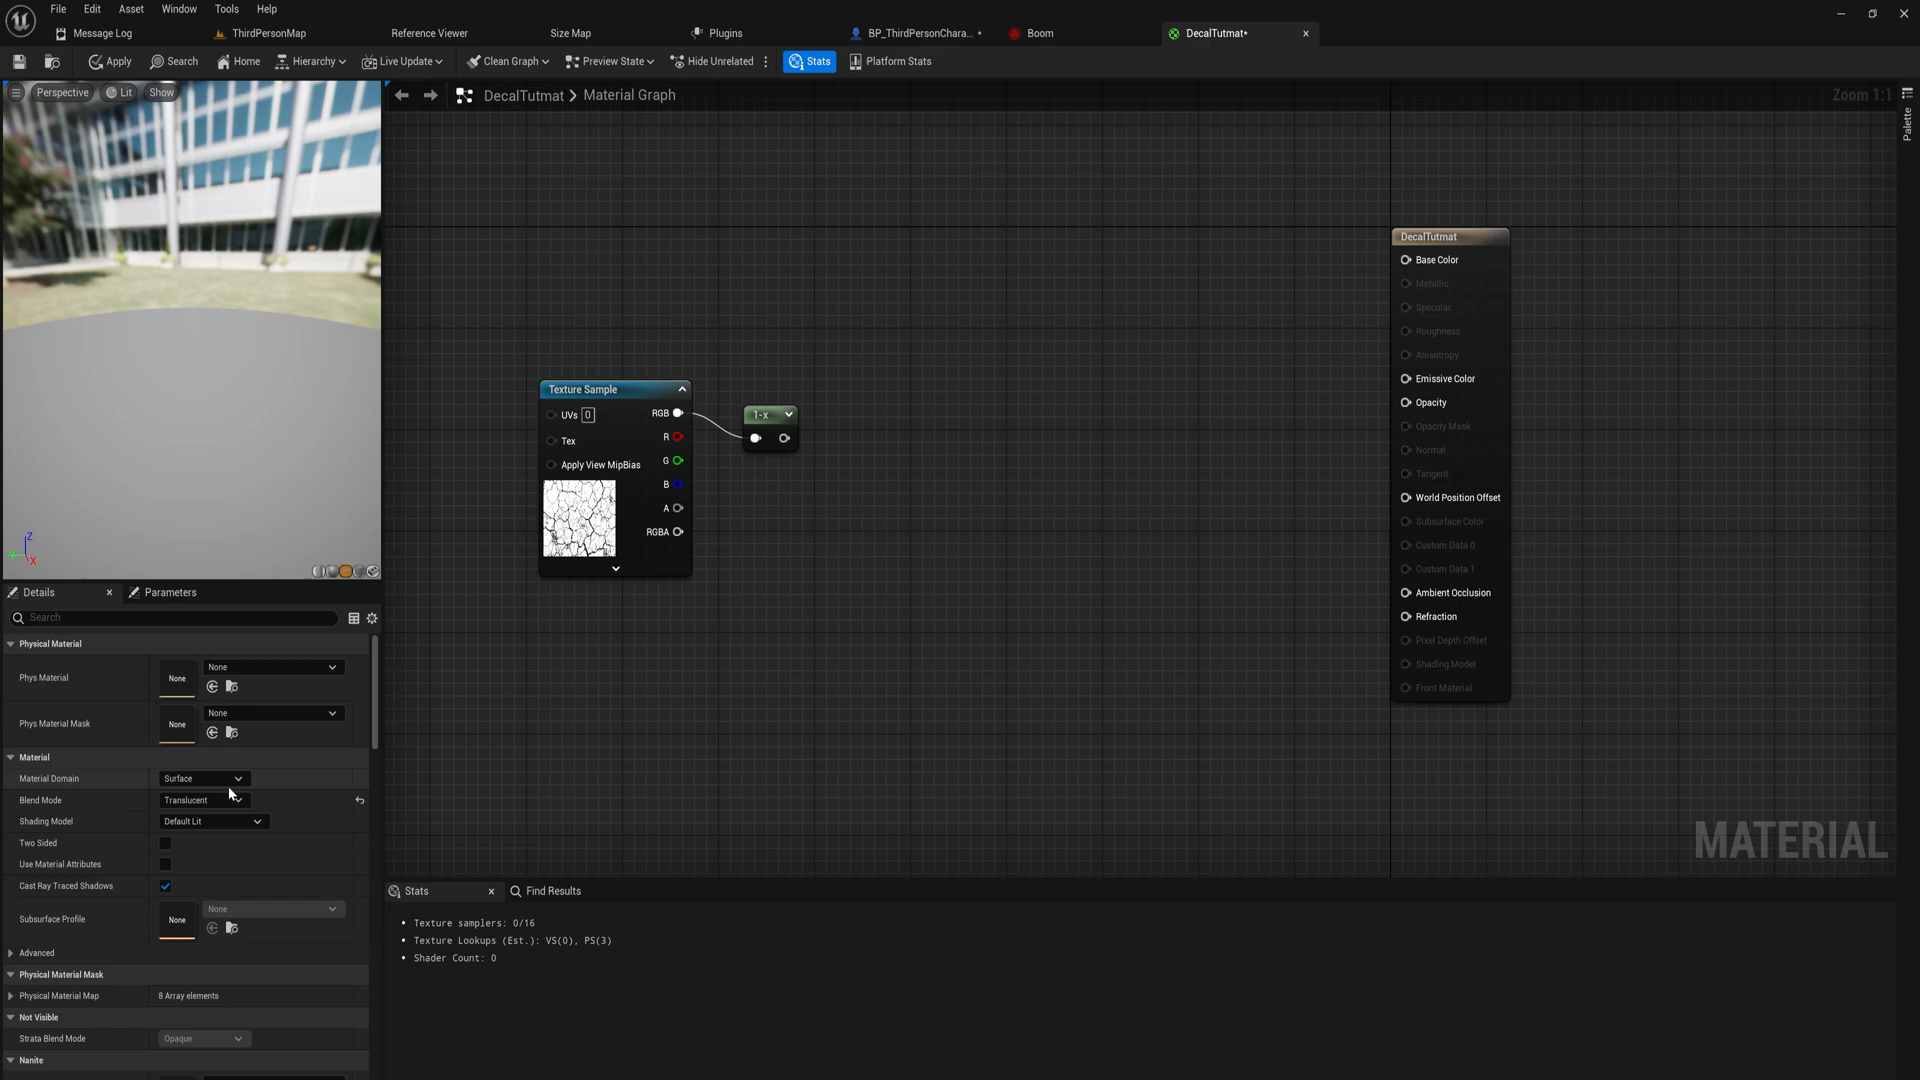 File Edit Asset Window Tools Help
Message Log ThirdPersonMap Reference Viewer Size Map Plugins BP_ThirdPersonChara... * Boom DecalTutmat*
Apply Search Home Hierarchy Live Update Clean Graph Preview State Hide Unrelated Stats Platform Stats
Perspective Lit Show
DecalTutmat Material Graph
Zoom 1:1
Palette
DecalTutmat
Base Color
Metallic
Specular
Roughness
Anisotropy
Emissive Color
Opacity
Opacity Mask
Normal
Tangent
World Position Offset
Subsurface Color
Custom Data 0
Custom Data 1
Ambient Occlusion
Refraction
Pixel Depth Offset
Shading Model
Front Material
Texture Sample
UVs 0 RGB
R
Tex
G
Apply View MipBias
B
A
RGBA
1-x
Z
Y
X
MATERIAL
Details Parameters
Search
Physical Material
Phys Material None None
Phys Material Mask None None
Material
Material Domain Surface
Blend Mode Translucent
Shading Model Default Lit
Two Sided
Use Material Attributes
Cast Ray Traced Shadows
Subsurface Profile None None
Advanced
Physical Material Mask
Physical Material Map 8 Array elements
Not Visible
Strata Blend Mode Opaque
Nanite
Stats Find Results
• Texture samplers: 0/16
• Texture Lookups (Est.): VS(0), PS(3)
• Shader Count: 0